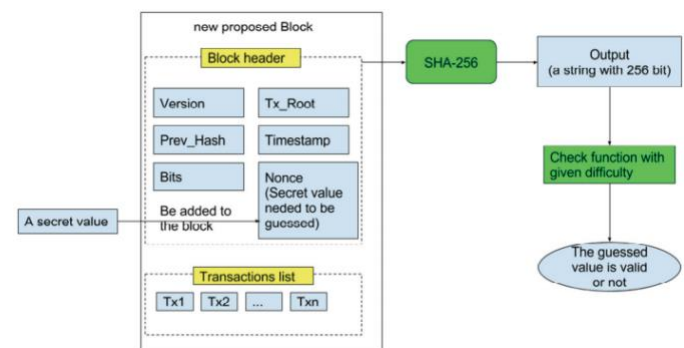 new proposed Block
Block header
Version
Tx_Root
Prev_Hash
Timestamp
Bits
Nonce
(Secret value
neded to be
guessed)
Be added to
the block
A secret value
Transactions list
Tx1
Tx2
...
Txn
SHA-256
Output
(a string with 256 bit)
Check function with
given difficulty
The guessed
value is valid
or not